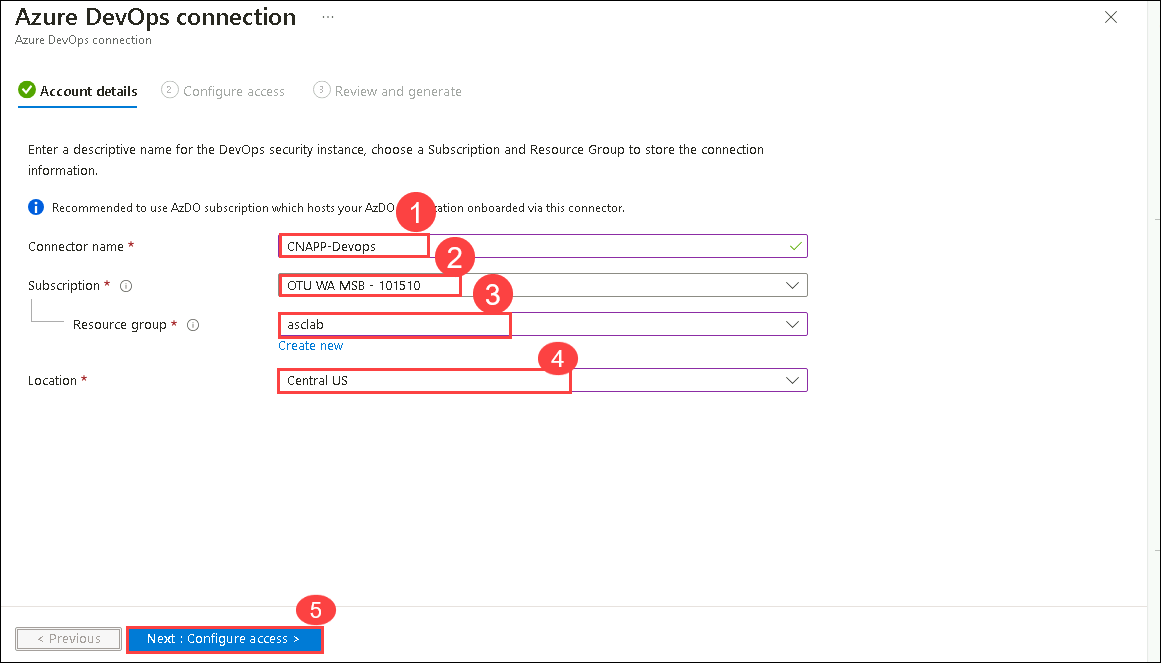 Azure DevOps connection ...
Azure DevOps connection
Account details 2 Configure access 3 Review and generate
Enter a descriptive name for the DevOps security instance, choose a Subscription and Resource Group to store the connection
information.
Recommended to use AzDO subscription which hosts your AzDO 1 onboarded via this connector.
Connector name * CNAPP-Devops
2
Subscription * OTU WA MSB - 101510
3
Resource group * asclab
Create new
4
Location * Central US
5
< Previous Next : Configure access >